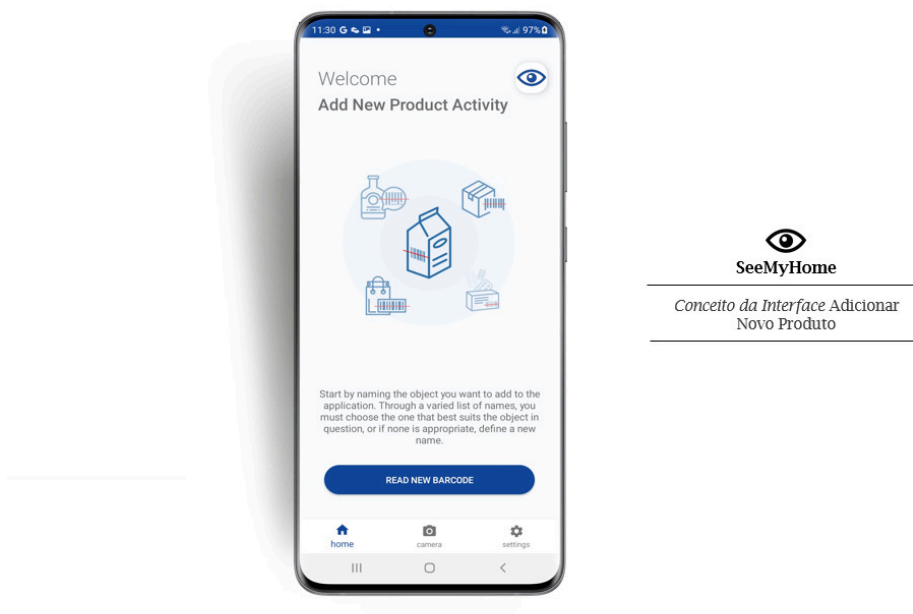 11:30 G
97%
Welcome
Add New Product Activity
Start by naming the object you want to add to the
application. Through a varied list of names, you
must choose the one that best suits the object in
question, or if none is appropriate, define a new
name.
READ NEW BARCODE
home
camera
settings
SeeMyHome
Conceito da Interface Adicionar
Novo Produto